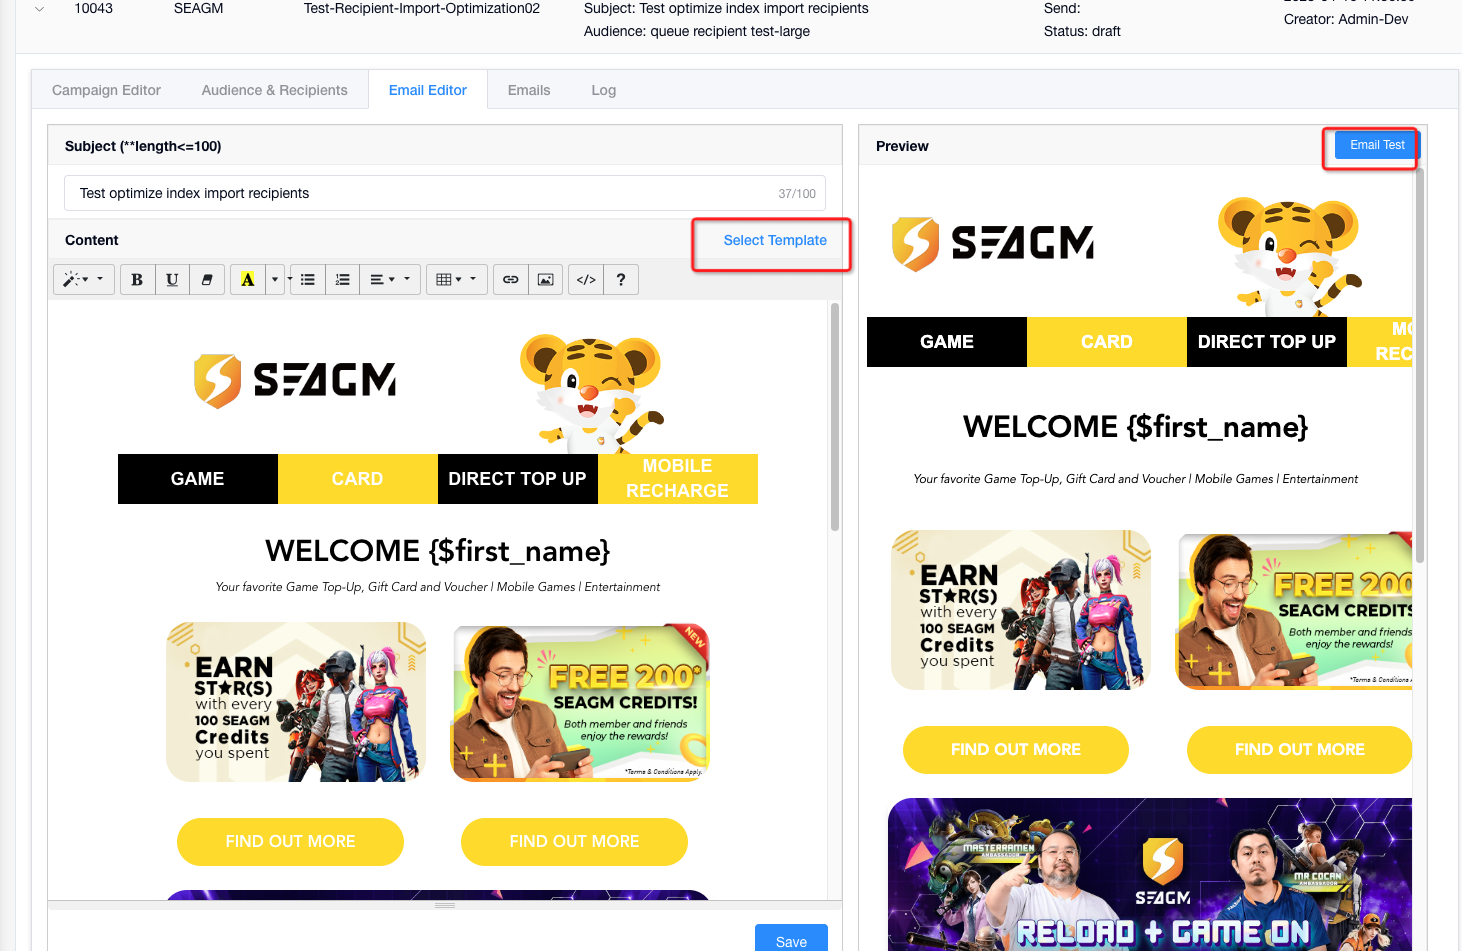 10043 SEAGM Test-Recipient-Import-Optimization02 Subject: Test optimize index import recipients Send:
Audience: queue recipient test-large Status: draft Creator: Admin-Dev
Campaign Editor Audience & Recipients Email Editor Emails Log
Subject (**length<=100)
Test optimize index import recipients 37/100
Content Select Template
B U A </> ?
SEAGM
GAME CARD DIRECT TOP UP MOBILE RECHARGE
WELCOME {$first_name}
Your favorite Game Top-Up, Gift Card and Voucher | Mobile Games | Entertainment
EARN
ST★R(S)
with every
100 SEAGM
Credits
you spent
NEW
FREE 200*
SEAGM CREDITS!
Both member and friends
enjoy the rewards!
*Terms & Conditions Apply.
FIND OUT MORE FIND OUT MORE
Save
Preview Email Test
SEAGM
GAME CARD DIRECT TOP UP MO
REC
WELCOME {$first_name}
Your favorite Game Top-Up, Gift Card and Voucher | Mobile Games | Entertainment
EARN
ST★R(S)
with every
100 SEAGM
Credits
you spent
FREE 200
SEAGM CREDITS
Both member and friends
enjoy the rewards!
*Terms & Conditions A
FIND OUT MORE FIND OUT MORE
MASTERRAMEN
AMBASSADOR
MR COCAN
AMBASSADOR
SEAGM
RELOAD + GAME ON